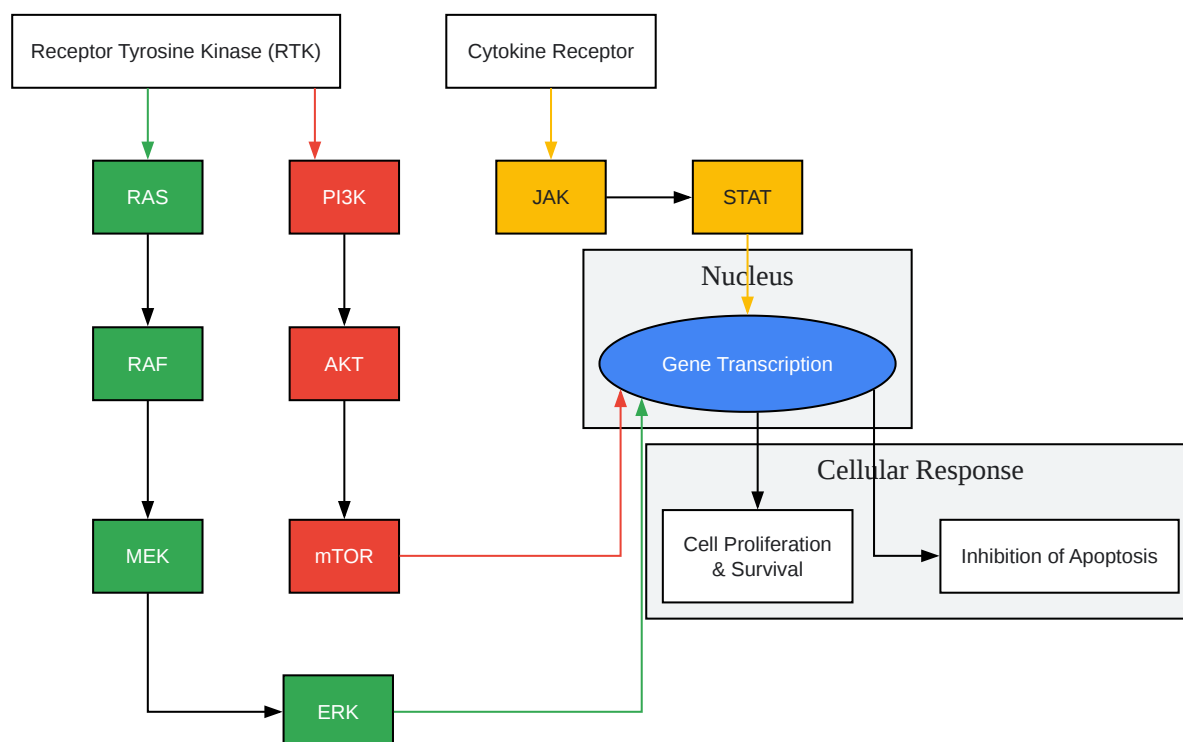 Receptor Tyrosine Kinase (RTK)
Cytokine Receptor
RAS
PI3K
JAK
STAT
Nucleus
RAF
AKT
Gene Transcription
Cellular Response
MEK
mTOR
Cell Proliferation
& Survival
Inhibition of Apoptosis
ERK